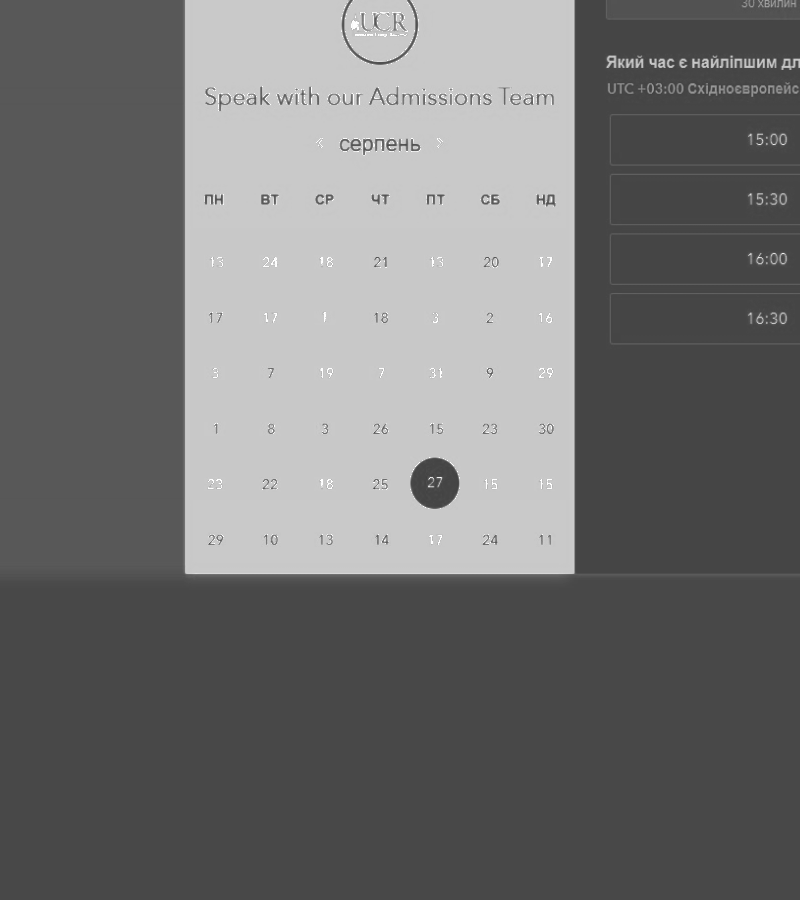 UCR
Speak with our Admissions Team
серпень
ПН ВТ СР ЧТ ПТ СБ НД
13 24 18 21 13 20 17
17 17 1 18 3 2 16
7 19 7 31 9 29
1 8 3 26 15 23 30
23 22 18 25 27 15 15
29 10 13 14 17 24 11
30 хвилин
Який час є найліпшим дл
UTC +03:00 Східноєвропейс
15:00
15:30
16:00
16:30